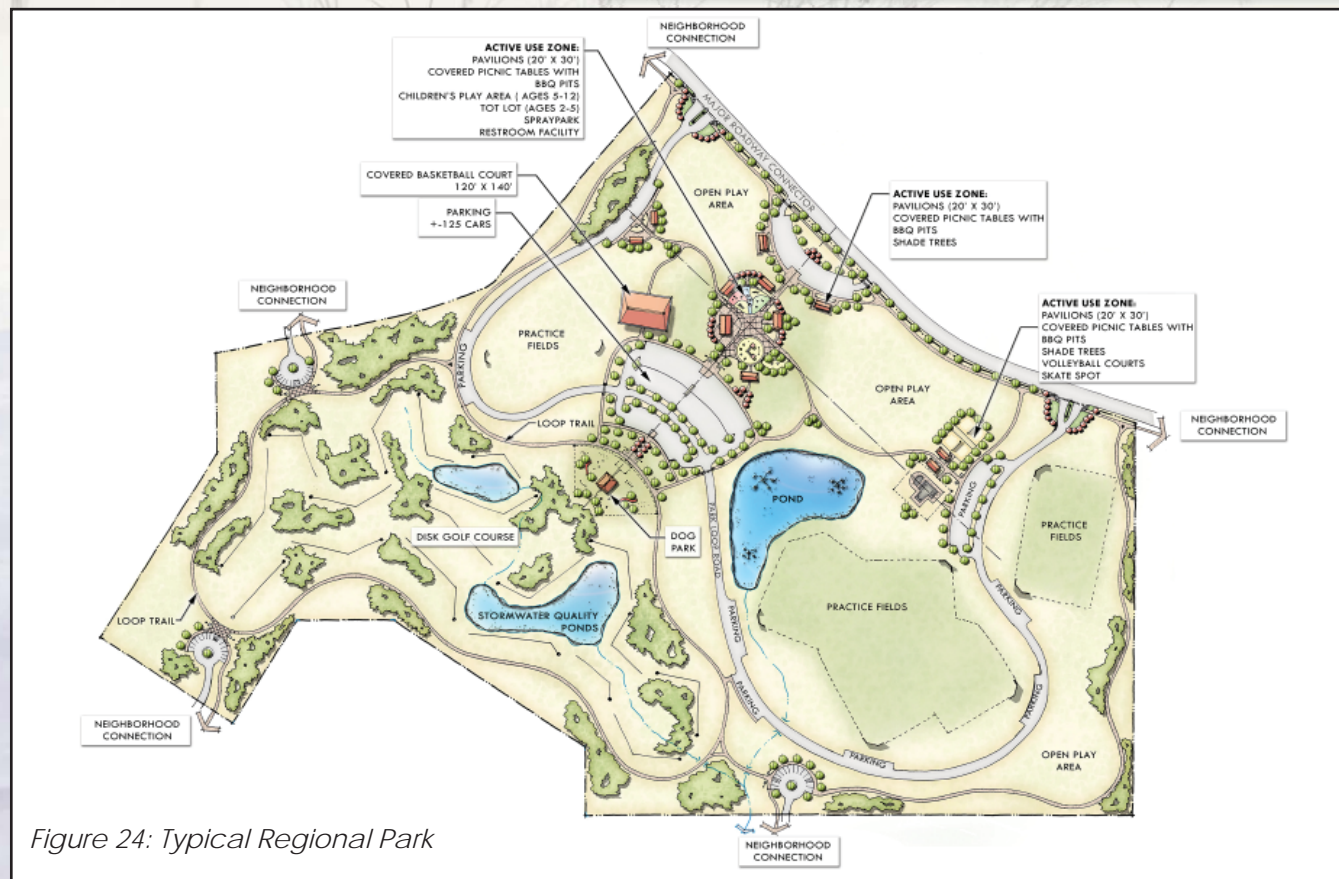 NEIGHBORHOOD
CONNECTION
ACTIVE USE ZONE:
PAVILIONS (20' X 30')
COVERED PICNIC TABLES WITH
BBQ PITS
CHILDREN'S PLAY AREA ( AGES 5-12)
TOT LOT (AGES 2-5)
SPRAYPARK
RESTROOM FACILITY
MAJOR ROADWAY CONNECTOR
COVERED BASKETBALL COURT
120' X 140'
PARKING
+-125 CARS
OPEN PLAY
AREA
ACTIVE USE ZONE:
PAVILIONS (20' X 30')
COVERED PICNIC TABLES WITH
BBQ PITS
SHADE TREES
NEIGHBORHOOD
CONNECTION
ACTIVE USE ZONE:
PAVILIONS (20' X 30')
COVERED PICNIC TABLES WITH
BBQ PITS
SHADE TREES
VOLLEYBALL COURTS
SKATE SPOT
PRACTICE
FIELDS
PARKING
OPEN PLAY
AREA
LOOP TRAIL
NEIGHBORHOOD
CONNECTION
POND
PARKING
PRACTICE
FIELDS
DISK GOLF COURSE
DOG
PARK
PARK LOOP ROAD
STORMWATER QUALITY
PONDS
PRACTICE FIELDS
PARKING
LOOP TRAIL
PARKING
PARKING
PARKING
NEIGHBORHOOD
CONNECTION
PARKING
OPEN PLAY
AREA
Figure 24: Typical Regional Park
NEIGHBORHOOD
CONNECTION